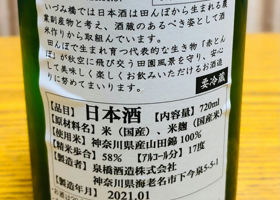 いづみ橋では日本酒は田んぼから生まれる農
業副産物と考え、酒蔵のあるべき姿として酒
米作りから取組んでいます。
田んぼで生まれ育つ代表的な生き物『赤とん
ぼ』が秋空に飛び交う田園風景を守り、安心
して美味しく楽しくお飲みいただけるお酒造
りに努めてまいります。
要冷蔵
【品目】日本酒【内容量】720ml
【原材料名】米（国産）、米麹（国産米）
【使用米】神奈川県産山田錦 100%
【精米歩合】58%【アルコール分】17度
【製造者】泉橋酒造株式会社
神奈川県海老名市下今泉5-5-1
【製造年月】2021.01